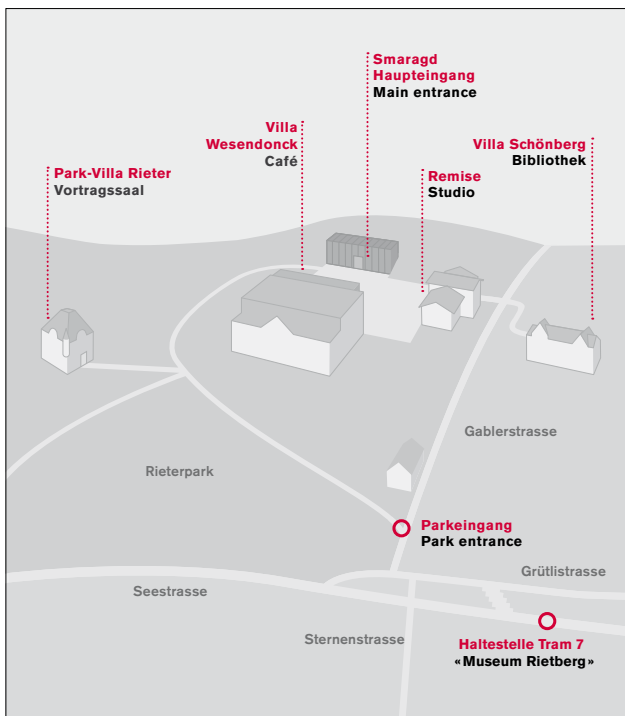 Smaragd
Haupteingang
Main entrance
Villa
Wesendonck
Café
Villa Schönberg
Bibliothek
Park-Villa Rieter
Vortragssaal
Remise
Studio
Gablerstrasse
Rieterpark
Parkeingang
Park entrance
Grütlistrasse
Seestrasse
Sternenstrasse
Haltestelle Tram 7
«Museum Rietberg»